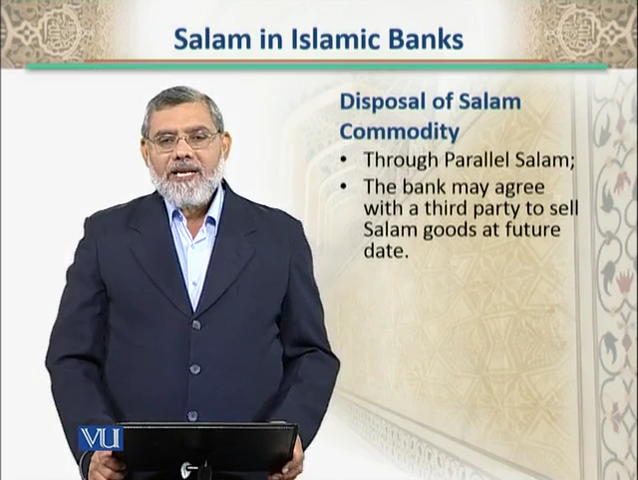 Salam in Islamic Banks
Disposal of Salam
Commodity
• Through Parallel Salam;
• The bank may agree
with a third party to sell
Salam goods at future
date.
VU